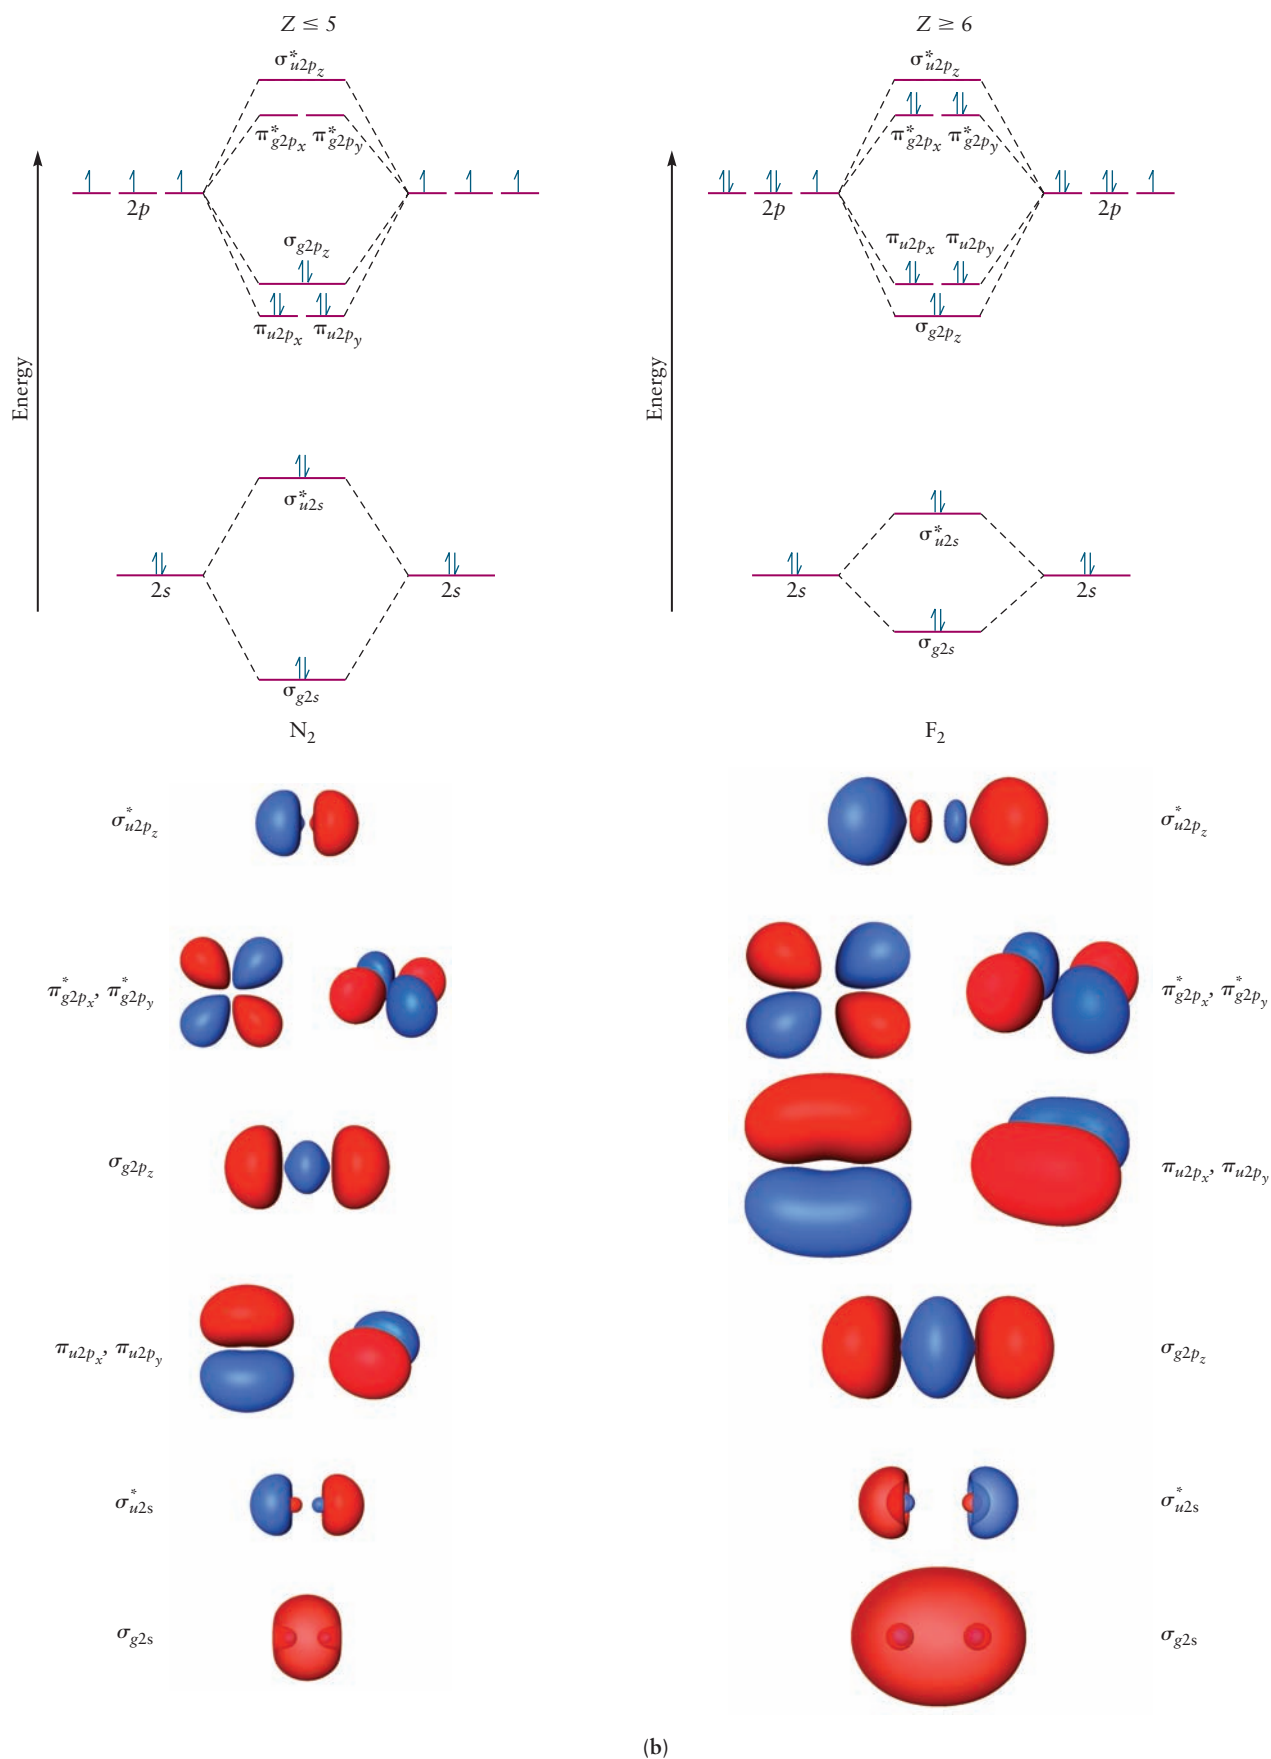 Z ≤ 5
σ*u2pz
π*g2px π*g2py
2p
σg2pz
πu2px πu2py
Energy
σ*u2s
2s 2s
σg2s
N2
Z ≥ 6
σ*u2pz
π*g2px π*g2py
2p 2p
πu2px πu2py
σg2pz
Energy
σ*u2s
2s 2s
σg2s
F2
σ*u2pz σ*u2pz
π*g2px, π*g2py π*g2px, π*g2py
σg2pz πu2px, πu2py
πu2px, πu2py σg2pz
σ*u2s σ*u2s
σg2s σg2s
(b)